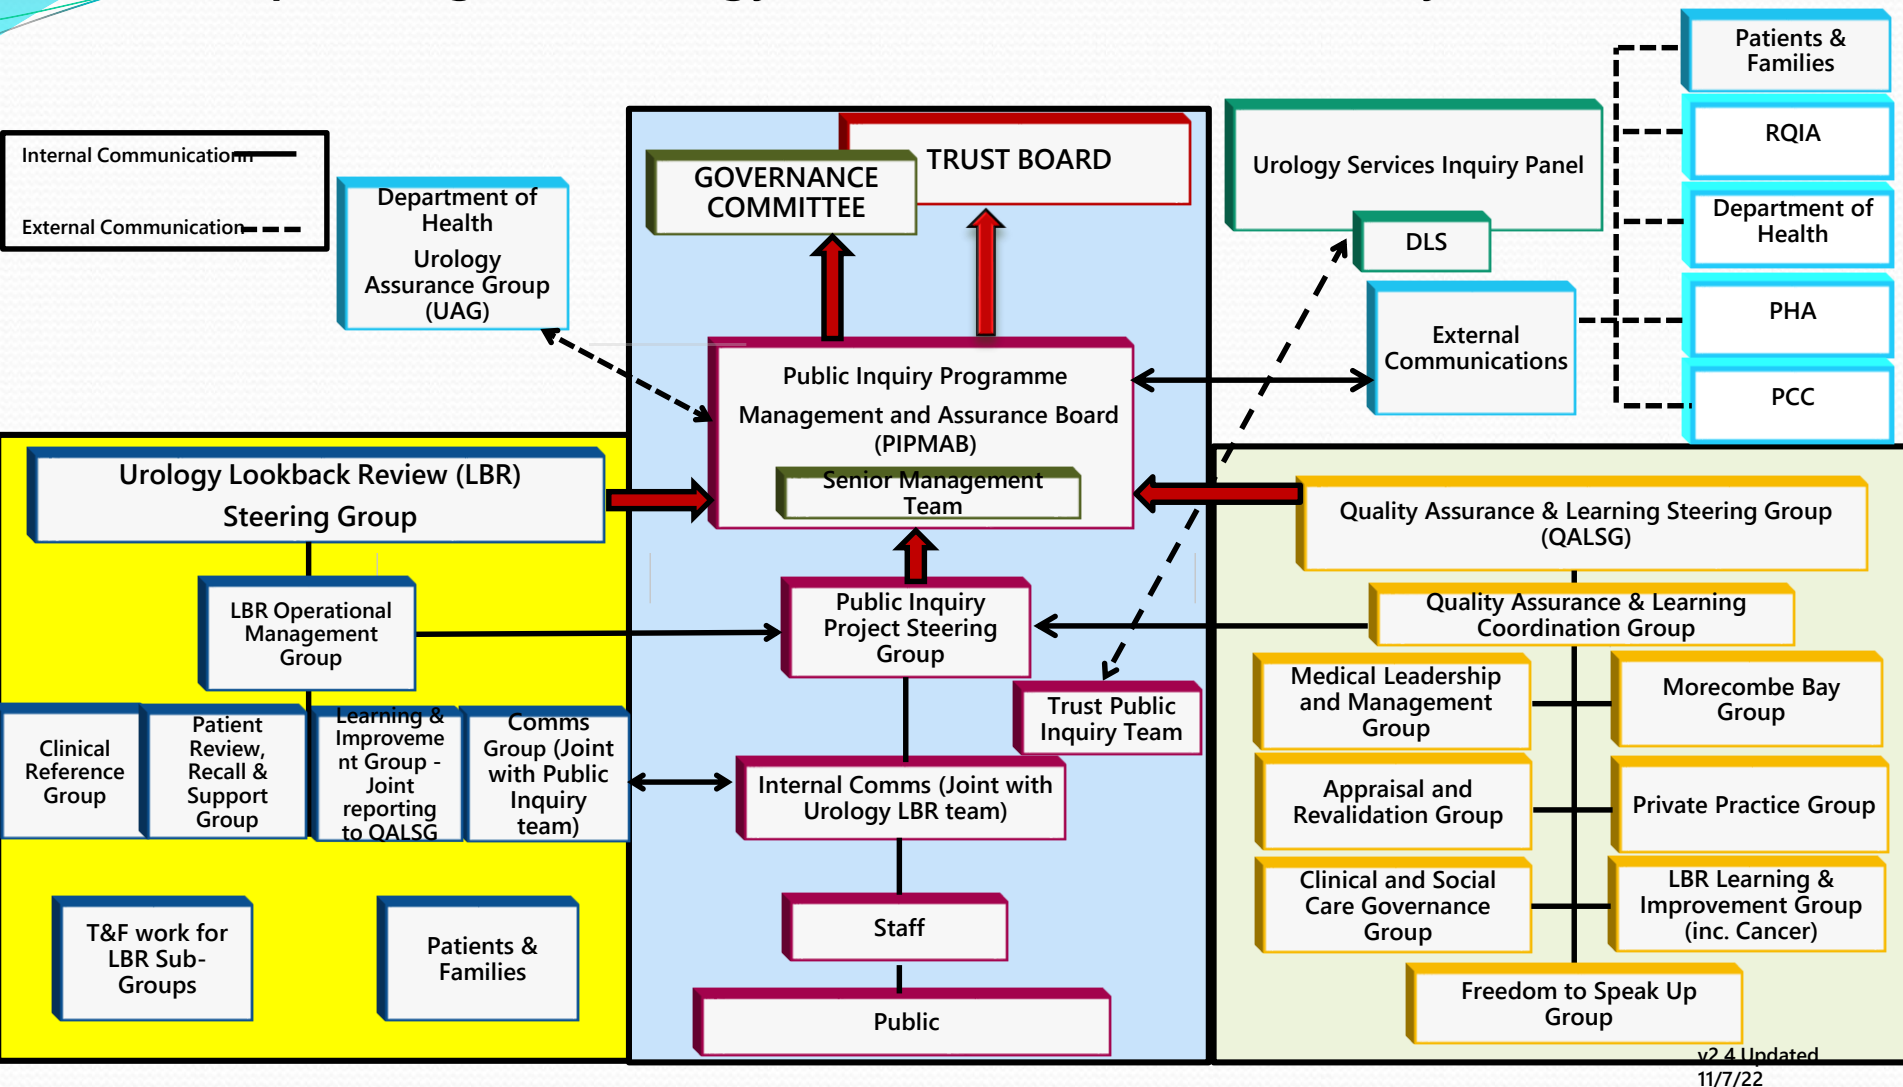 Internal Communication
External Communication
Department of
Health
Urology
Assurance Group
(UAG)
GOVERNANCE
COMMITTEE
TRUST BOARD
Urology Services Inquiry Panel
DLS
External
Communications
Patients &
Families
RQIA
Department of
Health
PHA
PCC
Public Inquiry Programme
Management and Assurance Board
(PIPMAB)
Senior Management
Team
Urology Lookback Review (LBR)
Steering Group
LBR Operational
Management
Group
Clinical
Reference
Group
Patient
Review,
Recall &
Support
Group
Learning &
Improveme
nt Group -
Joint
reporting
to QALSG
Comms
Group (Joint
with Public
Inquiry
team)
T&F work for
LBR Sub-
Groups
Patients &
Families
Public Inquiry
Project Steering
Group
Trust Public
Inquiry Team
Internal Comms (Joint with
Urology LBR team)
Staff
Public
Quality Assurance & Learning Steering Group
(QALSG)
Quality Assurance & Learning
Coordination Group
Medical Leadership
and Management
Group
Morecombe Bay
Group
Appraisal and
Revalidation Group
Private Practice Group
Clinical and Social
Care Governance
Group
LBR Learning &
Improvement Group
(inc. Cancer)
Freedom to Speak Up
Group
v2.4 Updated
11/7/22